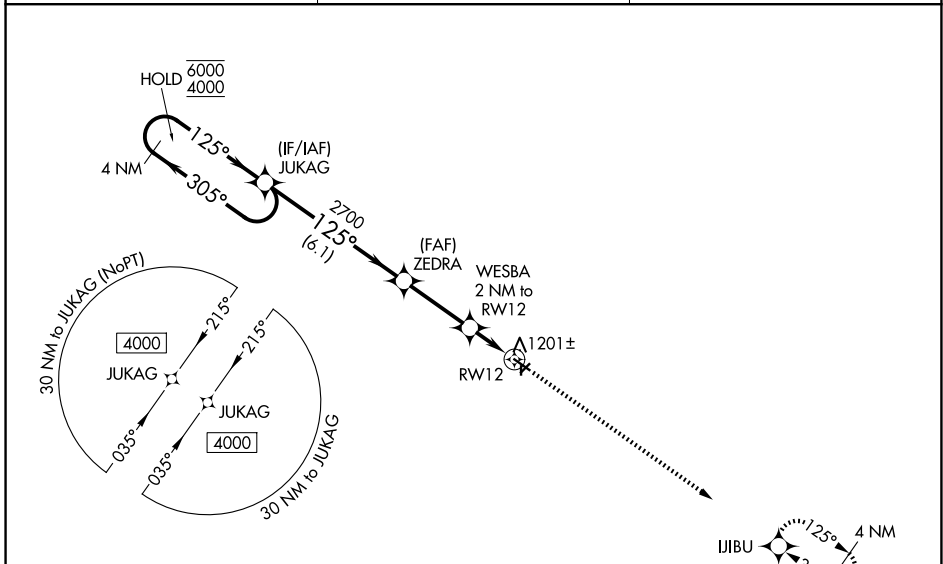 HOLD 6000
4000
125°
4 NM
305°
(IF/IAF)
JUKAG
2700
125°
(6.1)
(FAF)
ZEDRA
WESBA
2 NM to
RW12
1201±
RW12
30 NM to JUKAG (NoPT)
215°
4000
JUKAG
035°
215°
JUKAG
4000
035°
30 NM to JUKAG
IJIBU
125°
4 NM